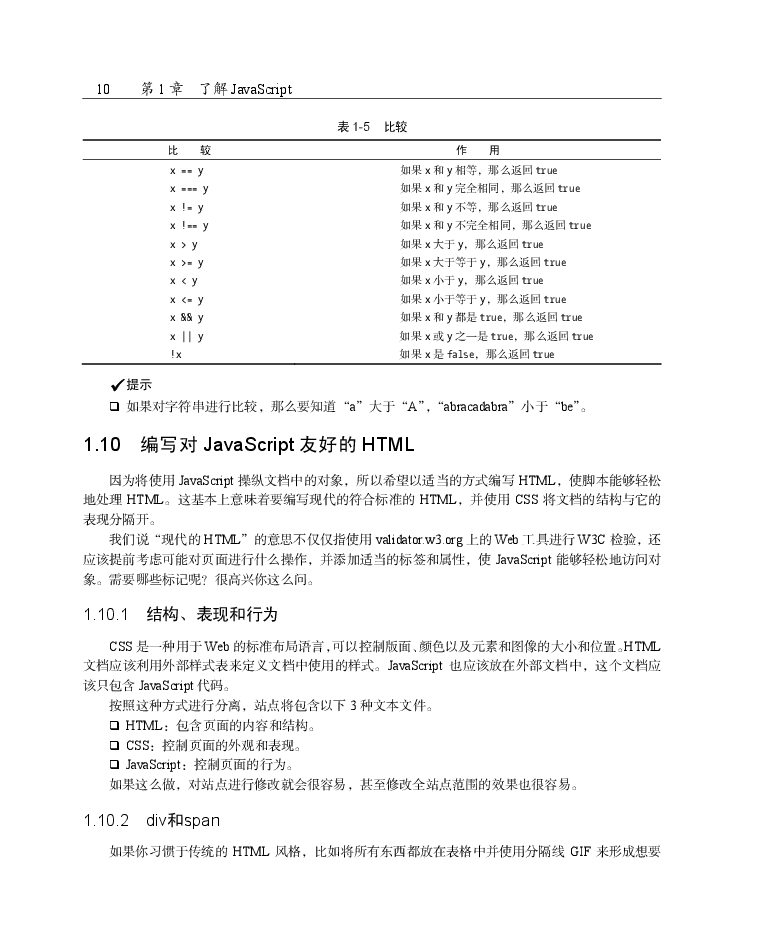 10 第 1 章 了解 JavaScript
表 1-5 比较
比 较 作 用
x == y 如果 x 和 y 相等，那么返回 true
x === y 如果 x 和 y 完全相同，那么返回 true
x != y 如果 x 和 y 不等，那么返回 true
x !== y 如果 x 和 y 不完全相同，那么返回 true
x > y 如果 x 大于 y，那么返回 true
x >= y 如果 x 大于等于 y，那么返回 true
x < y 如果 x 小于 y，那么返回 true
x <= y 如果 x 小于等于 y，那么返回 true
x && y 如果 x 和 y 都是 true，那么返回 true
x || y 如果 x 或 y 之一是 true，那么返回 true
!x 如果 x 是 false，那么返回 true
✓提示
❑ 如果对字符串进行比较，那么要知道“a”大于“A”，“abracadabra”小于“be”。
1.10 编写对 JavaScript 友好的 HTML
因为将使用 JavaScript 操纵文档中的对象，所以希望以适当的方式编写 HTML，使脚本能够轻松
地处理 HTML。这基本上意味着要编写现代的符合标准的 HTML，并使用 CSS 将文档的结构与它的
表现分隔开。
我们说“现代的 HTML”的意思不仅仅指使用 validator.w3.org 上的 Web 工具进行 W3C 检验，还
应该提前考虑可能对页面进行什么操作，并添加适当的标签和属性，使 JavaScript 能够轻松地访问对
象。需要哪些标记呢？很高兴你这么问。
1.10.1 结构、表现和行为
CSS 是一种用于 Web 的标准布局语言，可以控制版面、颜色以及元素和图像的大小和位置。HTML
文档应该利用外部样式表来定义文档中使用的样式。JavaScript 也应该放在外部文档中，这个文档应
该只包含 JavaScript 代码。
按照这种方式进行分离，站点将包含以下 3 种文本文件。
❑ HTML：包含页面的内容和结构。
❑ CSS：控制页面的外观和表现。
❑ JavaScript：控制页面的行为。
如果这么做，对站点进行修改就会很容易，甚至修改全站点范围的效果也很容易。
1.10.2 div和span
如果你习惯于传统的 HTML 风格，比如将所有东西都放在表格中并使用分隔线 GIF 来形成想要